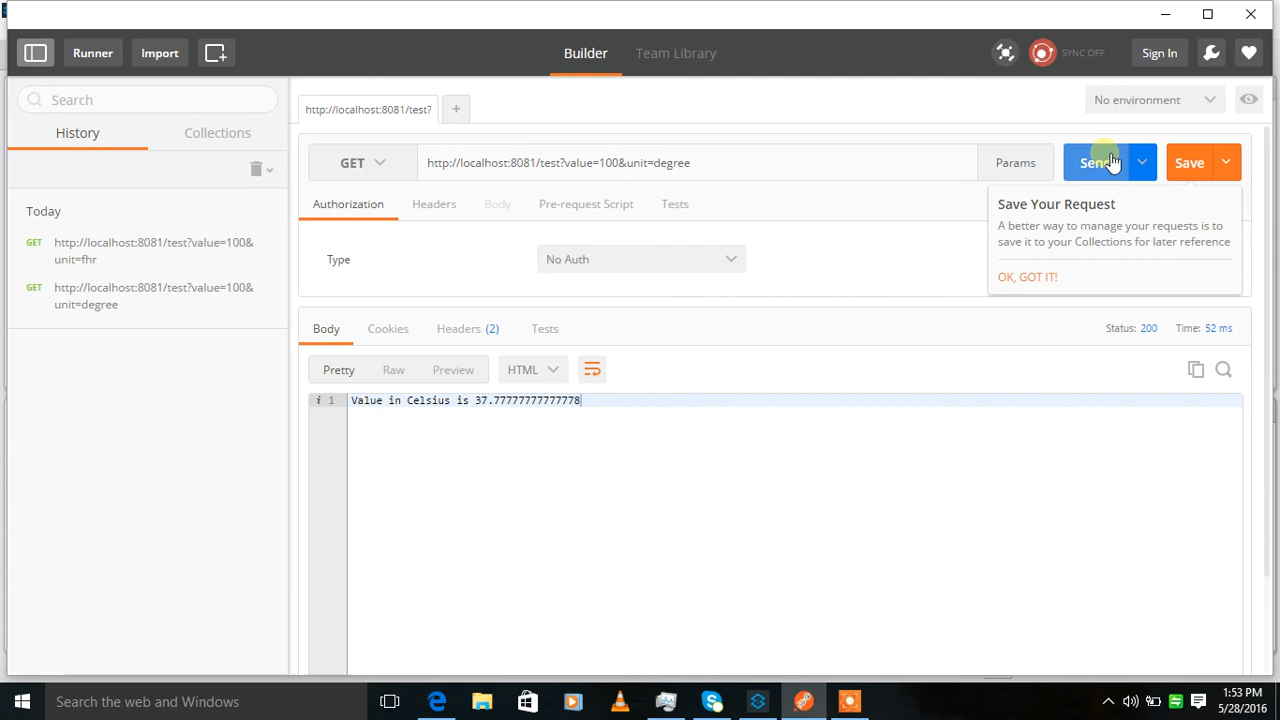 Runner
Import
Builder
Team Library
SYNC OFF
Sign In
Search
History
Collections
Today
GET http://localhost:8081/test?value=100&
unit=fhr
GET http://localhost:8081/test?value=100&
unit=degree
http://localhost:8081/test?
+
No environment
GET
http://localhost:8081/test?value=100&unit=degree
Params
Send
Save
Authorization
Headers
Body
Pre-request Script
Tests
Save Your Request
A better way to manage your requests is to
save it to your Collections for later reference
OK, GOT IT!
Type
No Auth
Body
Cookies
Headers (2)
Tests
Status: 200
Time: 52 ms
Pretty
Raw
Preview
HTML
i 1 Value in Celsius is 37.77777777777778
Search the web and Windows
1:53 PM
5/28/2016